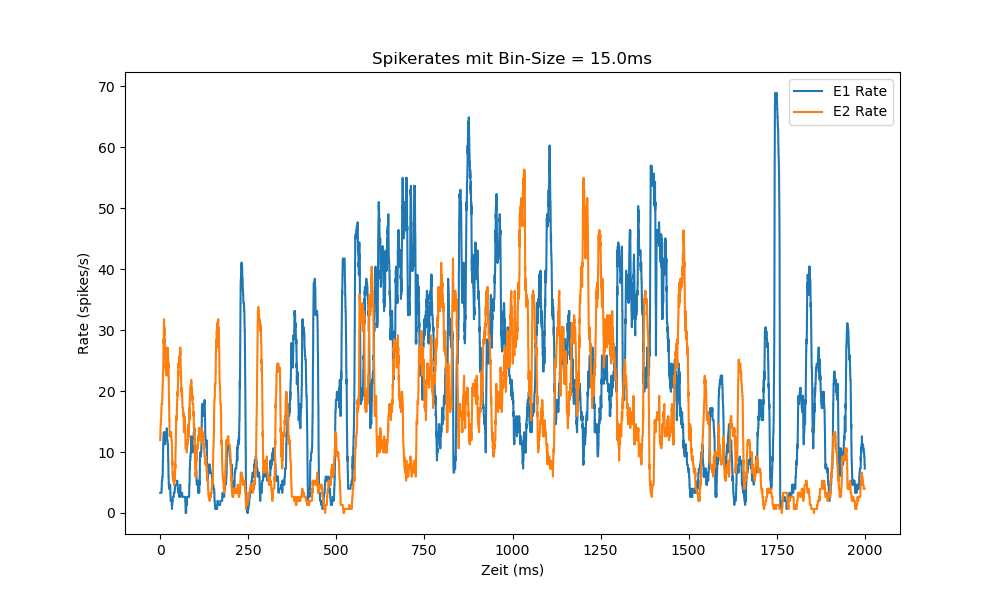 Spikerates mit Bin-Size = 15.0ms
E1 Rate
E2 Rate
Rate (spikes/s)
70
60
50
40
30
20
10
0
0 250 500 750 1000 1250 1500 1750 2000
Zeit (ms)